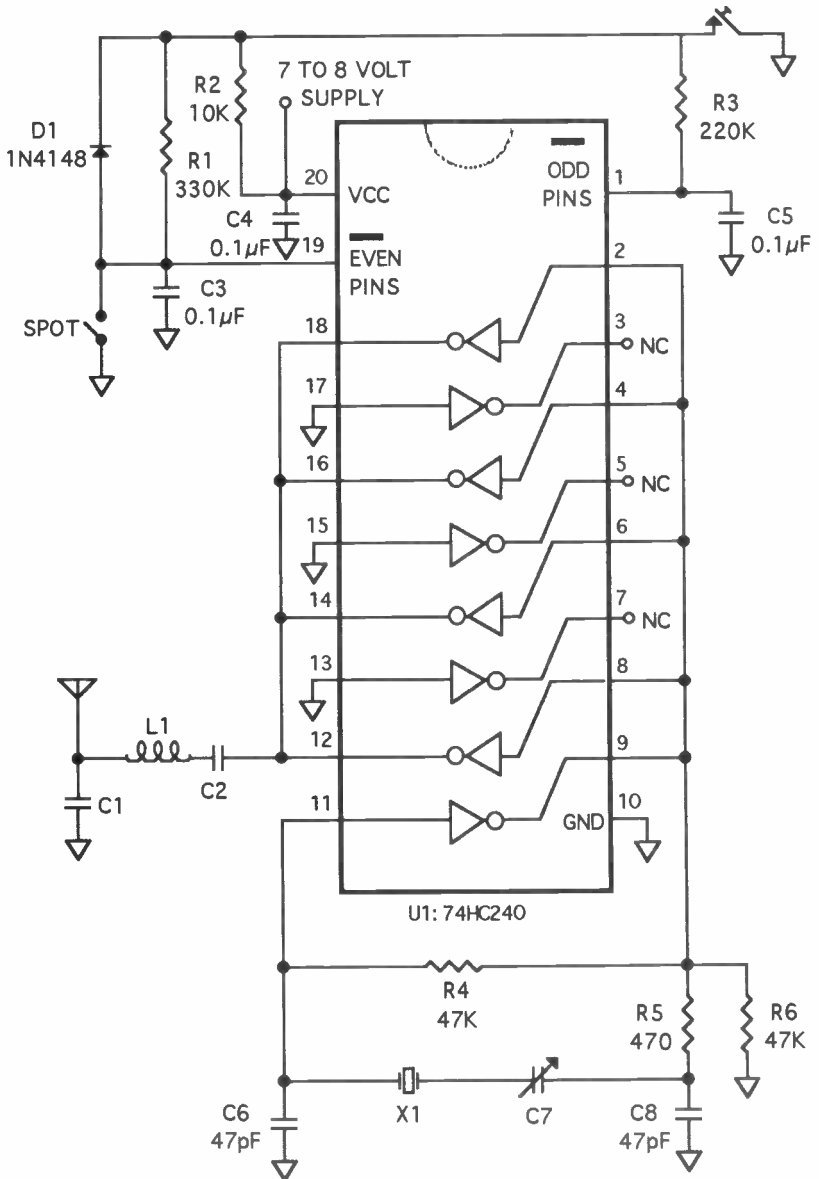 7 TO 8 VOLT
SUPPLY
R2
10K
R3
220K
D1
1N4148
R1
330K
20
VCC
ODD
PINS
1
C4
0.1µF
C5
0.1µF
19
EVEN
PINS
2
C3
0.1µF
SPOT
18
3
NC
17
4
16
5
NC
15
6
14
7
NC
13
8
L1
12
9
C2
C1
11
10
GND
U1: 74HC240
R4
47K
R5
470
R6
47K
C6
47pF
X1
C7
C8
47pF